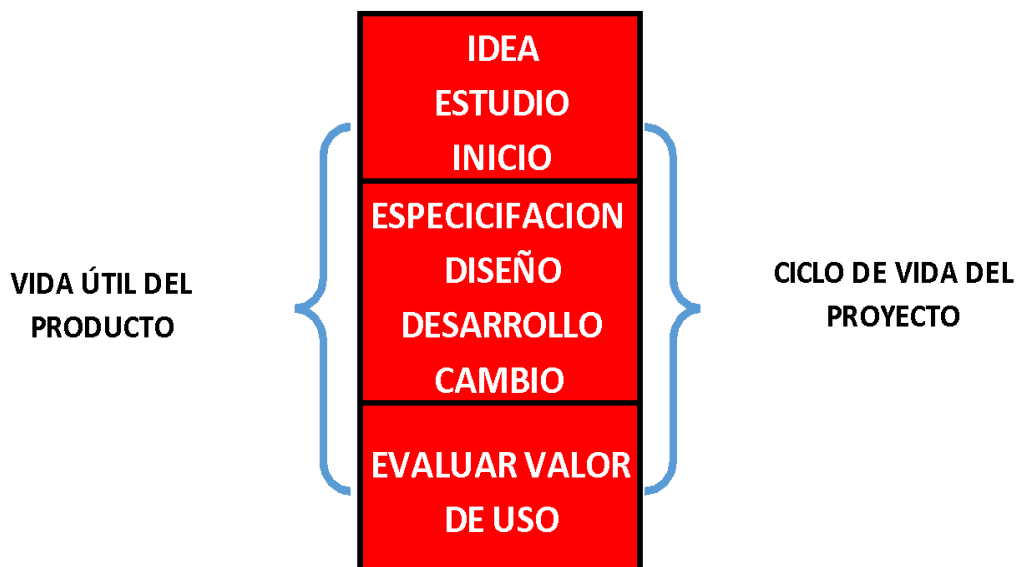 IDEA
ESTUDIO
INICIO
ESPECICIFACION
DISEÑO
DESARROLLO
CAMBIO
EVALUAR VALOR
DE USO
VIDA ÚTIL DEL
PRODUCTO
CICLO DE VIDA DEL
PROYECTO